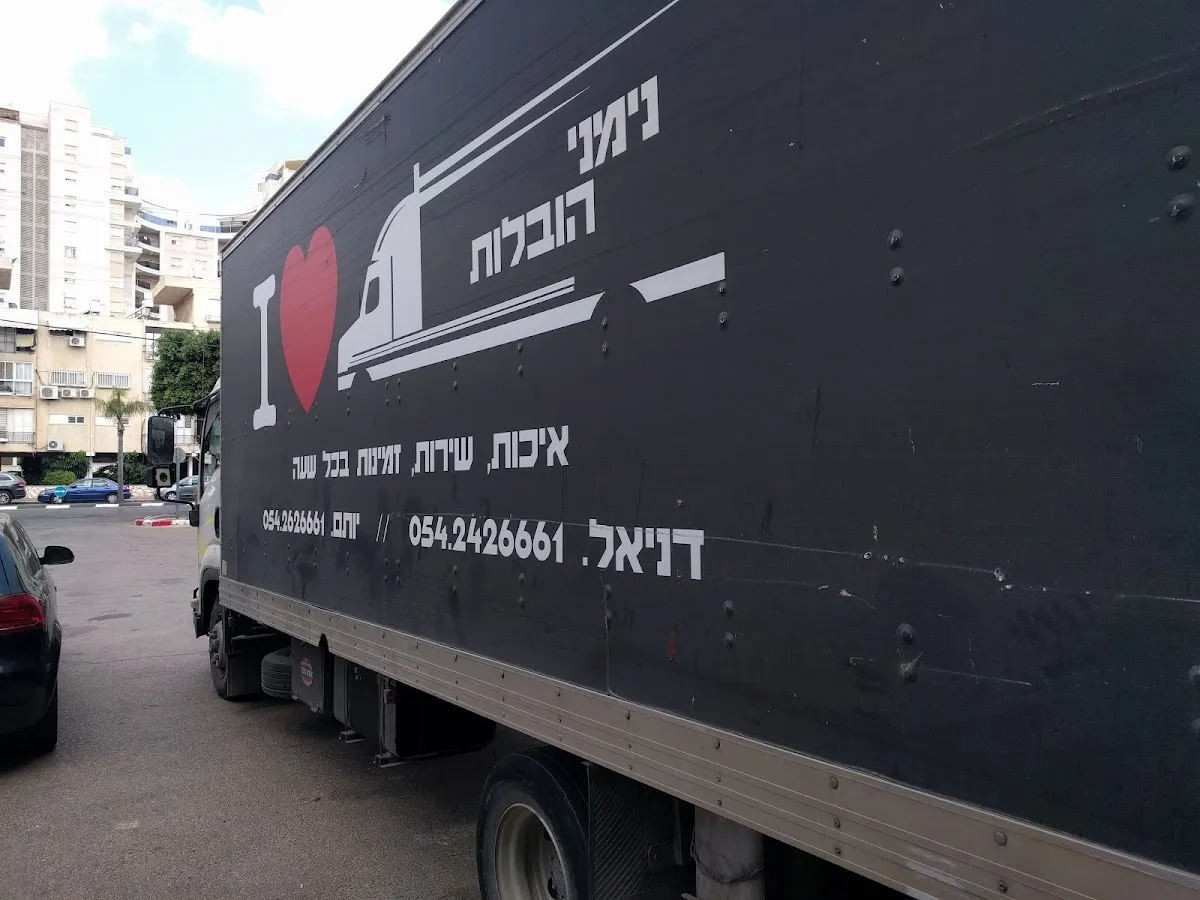 נימני
הובלות
I
איכות, שירות, זמינות בכל שעה
דניאל. 054.2426661 // יותם. 054.2626661